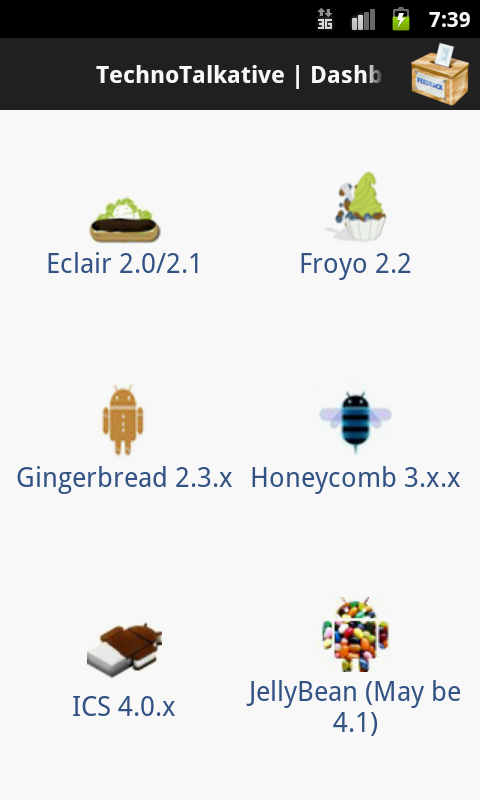 3G 7:39
TechnoTalkative | Dashb
FEEDBACK
Eclair 2.0/2.1
Froyo 2.2
Gingerbread 2.3.x
Honeycomb 3.x.x
ICS 4.0.x
JellyBean (May be
4.1)